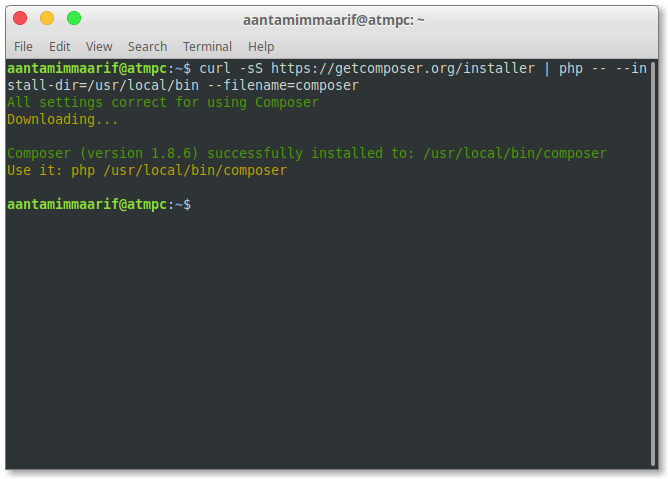 aantamimmaarif@atmpc: ~
File Edit View Search Terminal Help
aantamimmaarif@atmpc:~$ curl -sS https://getcomposer.org/installer | php -- --in
stall-dir=/usr/local/bin --filename=composer
All settings correct for using Composer
Downloading...
Composer (version 1.8.6) successfully installed to: /usr/local/bin/composer
Use it: php /usr/local/bin/composer
aantamimmaarif@atmpc:~$